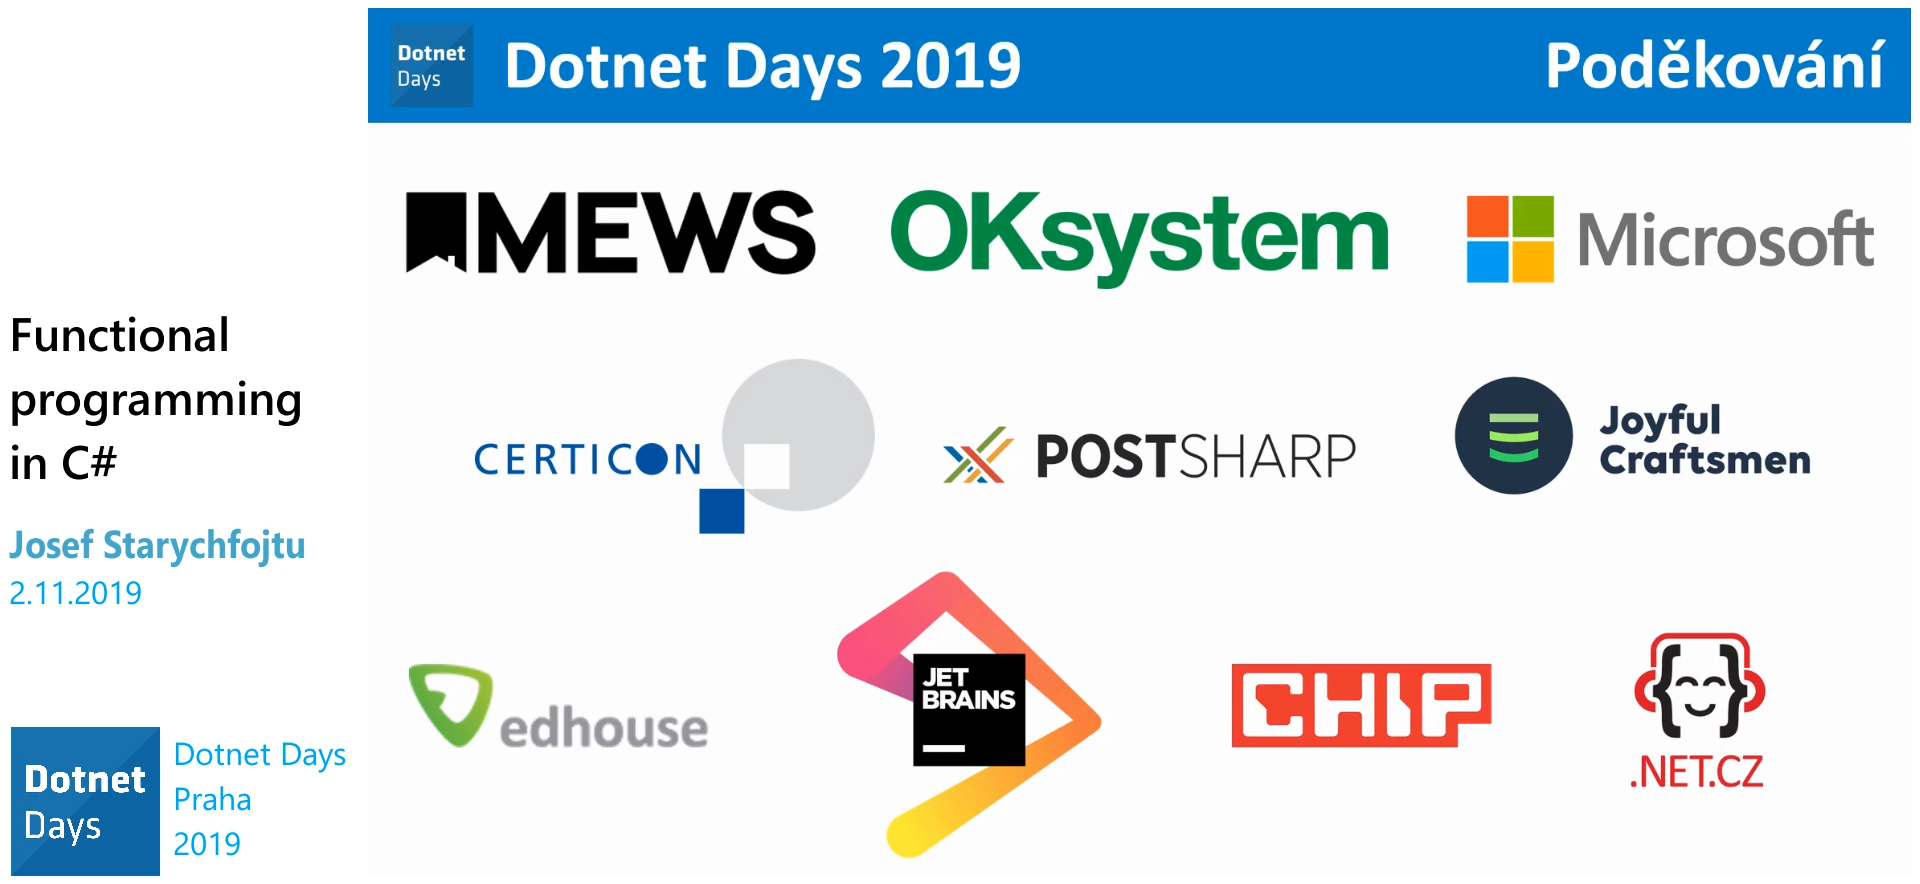 Dotnet
Days
Dotnet Days 2019
Poděkování
MEWS
OKsystem
Microsoft
Functional
programming
in C#
Josef Starychfojtu
2.11.2019
CERTICON
POSTSHARP
Joyful
Craftsmen
edhouse
JET
BRAINS
CHIP
.NET.CZ
Dotnet
Days
Dotnet Days
Praha
2019